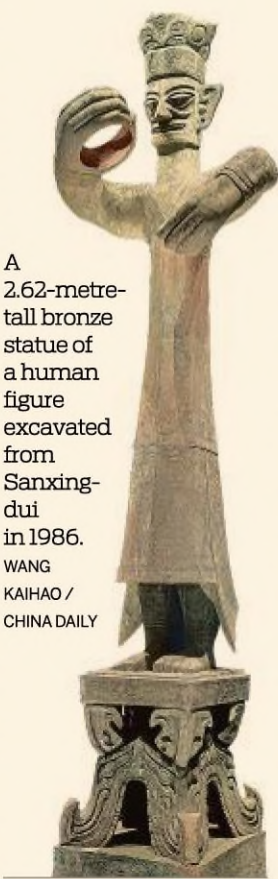 A
2.62-metre-
tall bronze
statue of
a human
figure
excavated
from
Sanxing-
dui
in 1986.
WANG
KAIHAO /
CHINA DAILY